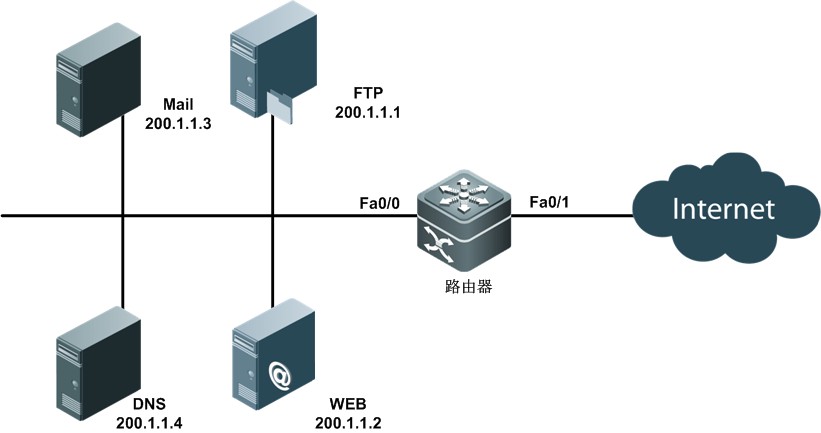 Mail
200.1.1.3
FTP
200.1.1.1
Fa0/0
Fa0/1
Internet
路由器
DNS
200.1.1.4
WEB
200.1.1.2